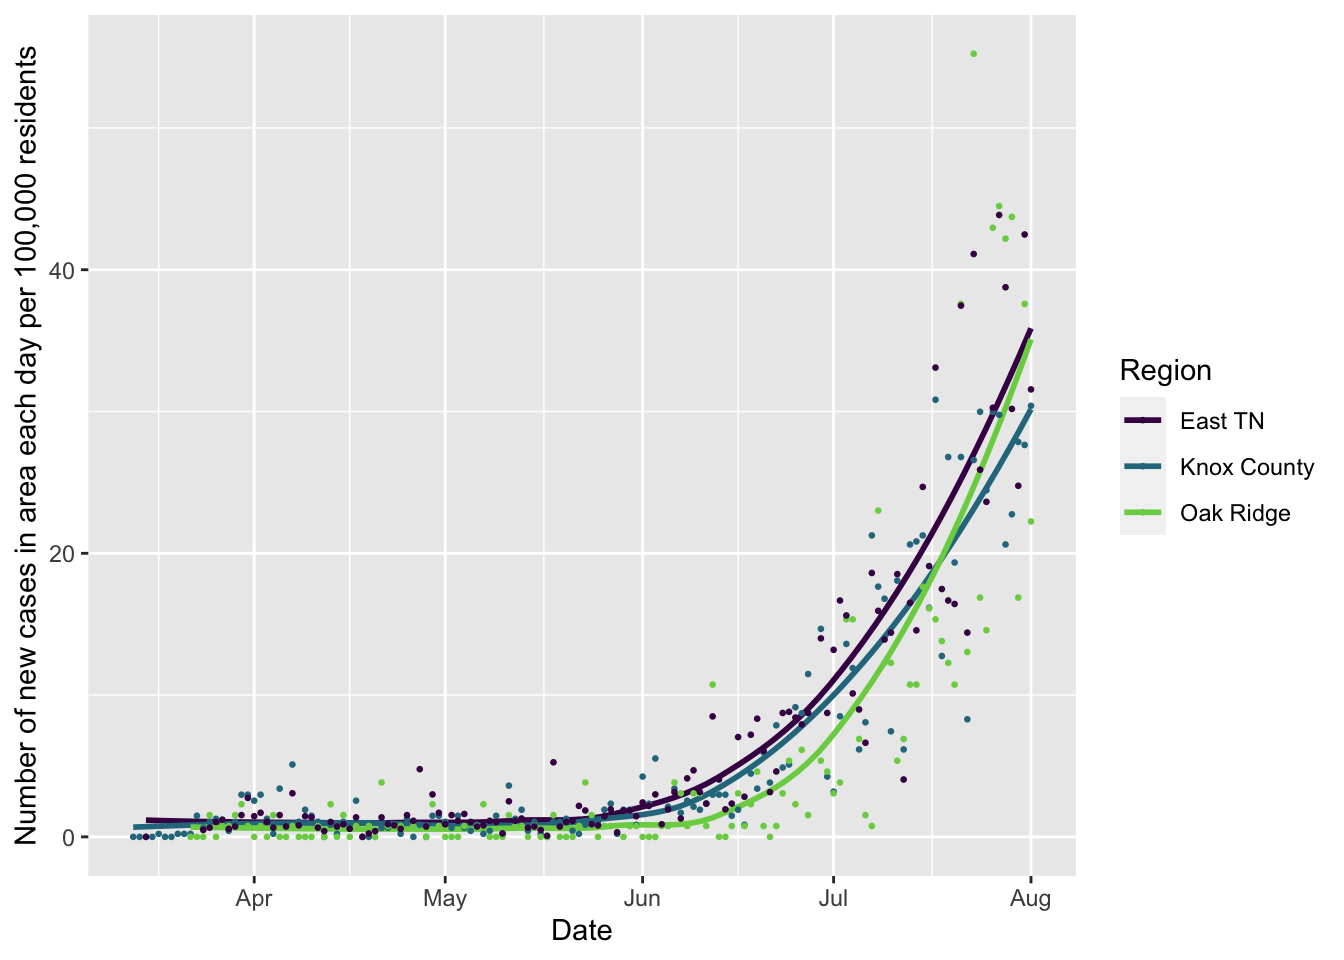 Number of new cases in area each day per 100,000 residents
40
20
0
Apr
May
Jun
Jul
Aug
Date
Region
East TN
Knox County
Oak Ridge